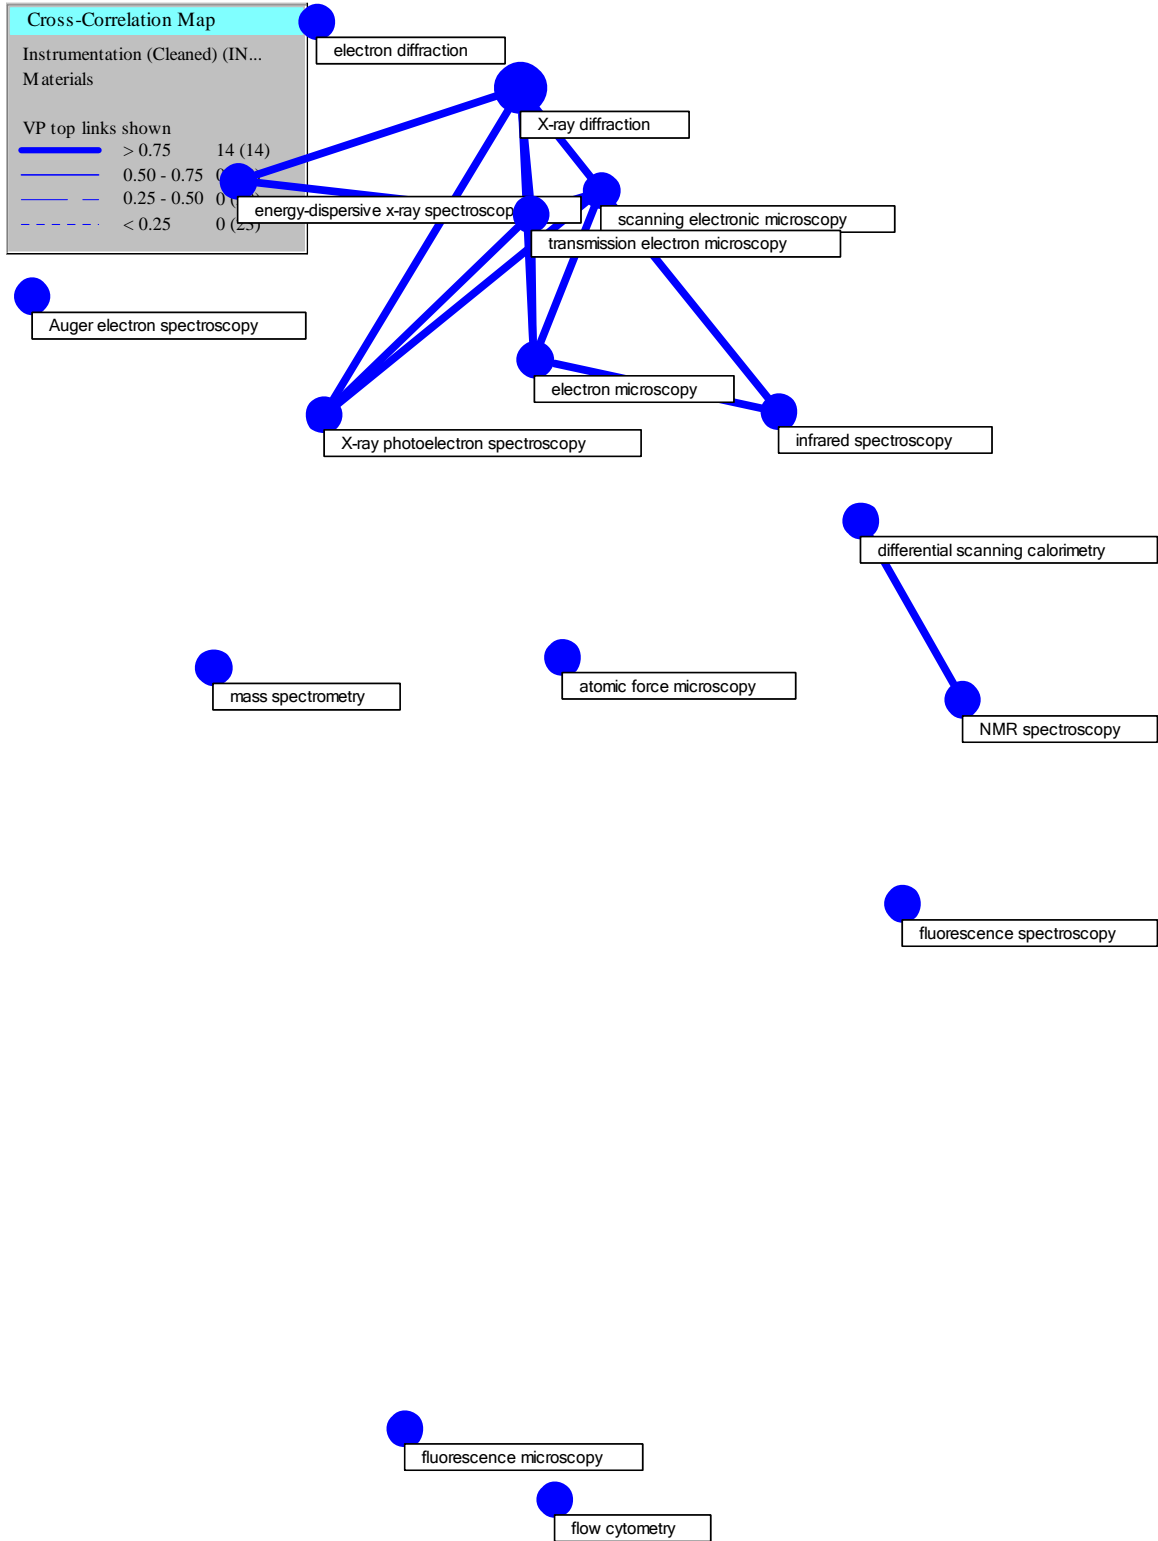 Cross-Correlation Map
Instrumentation (Cleaned) (IN...
Materials
VP top links shown
> 0.75 14 (14)
0.50 - 0.75
0.25 - 0.50 0
< 0.25 0 (25)
electron diffraction
X-ray diffraction
energy-dispersive x-ray spectroscop
scanning electronic microscopy
transmission electron microscopy
Auger electron spectroscopy
electron microscopy
X-ray photoelectron spectroscopy
infrared spectroscopy
differential scanning calorimetry
mass spectrometry
atomic force microscopy
NMR spectroscopy
fluorescence spectroscopy
fluorescence microscopy
flow cytometry